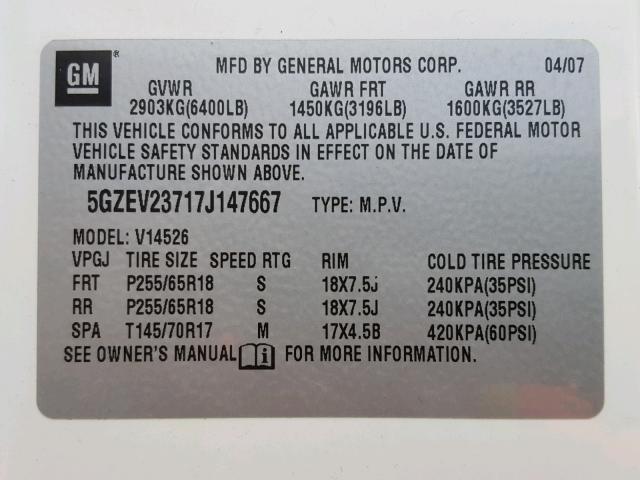 GM® MFD BY GENERAL MOTORS CORP. 04/07
GVWR GAWR FRT GAWR RR
2903KG(6400LB) 1450KG(3196LB) 1600KG(3527LB)
THIS VEHICLE CONFORMS TO ALL APPLICABLE U.S. FEDERAL MOTOR
VEHICLE SAFETY STANDARDS IN EFFECT ON THE DATE OF
MANUFACTURE SHOWN ABOVE.
5GZEV23717J147667 TYPE: M.P.V.
MODEL: V14526
VPGJ TIRE SIZE SPEED RTG RIM COLD TIRE PRESSURE
FRT P255/65R18 S 18X7.5J 240KPA(35PSI)
RR P255/65R18 S 18X7.5J 240KPA(35PSI)
SPA T145/70R17 M 17X4.5B 420KPA(60PSI)
SEE OWNER'S MANUAL i FOR MORE INFORMATION.